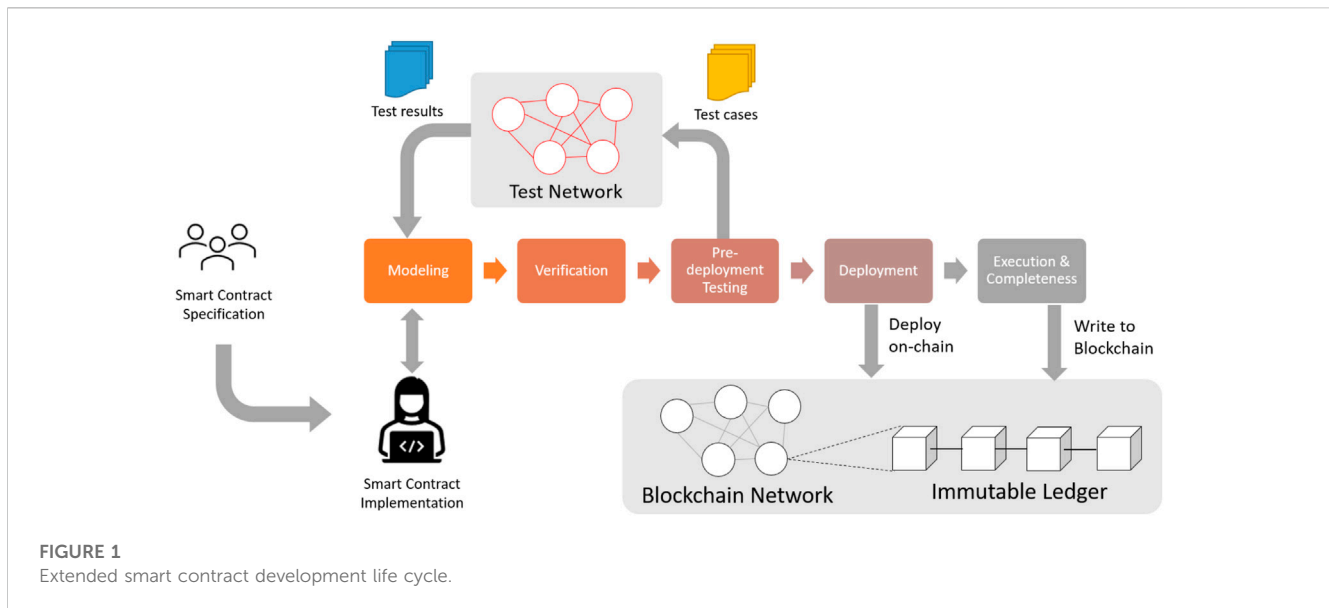 Test results
Test cases
Test Network
Smart Contract
Specification
Modeling
Verification
Pre-
deployment
Testing
Deployment
Execution &
Completeness
Deploy
on-chain
Write to
Blockchain
</>
Smart Contract
Implementation
Blockchain Network
Immutable Ledger
FIGURE 1
Extended smart contract development life cycle.